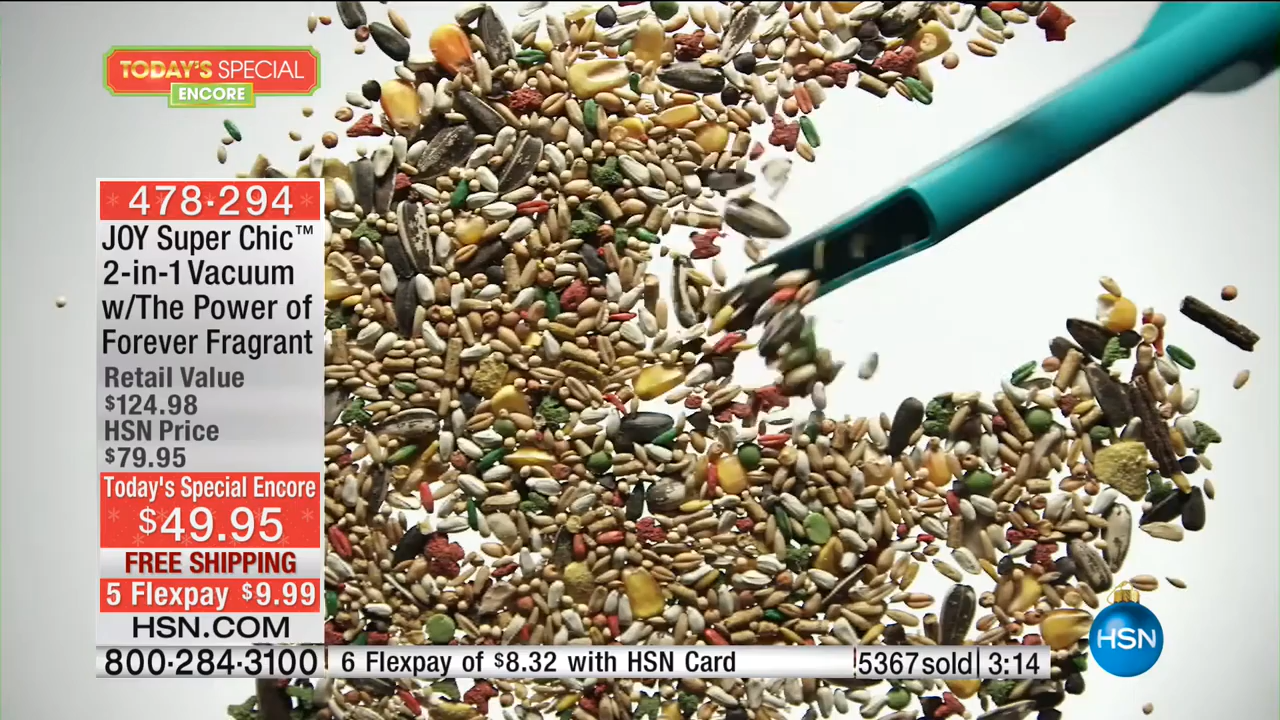 TODAY'S SPECIAL
ENCORE
478·294
JOY Super Chic™
2-in-1 Vacuum
w/The Power of
Forever Fragrant
Retail Value
$124.98
HSN Price
$79.95
Today's Special Encore
$49.95
FREE SHIPPING
5 Flexpay $9.99
HSN.COM
800·284·3100 6 Flexpay of $8.32 with HSN Card 5367 sold 3:14
HSN